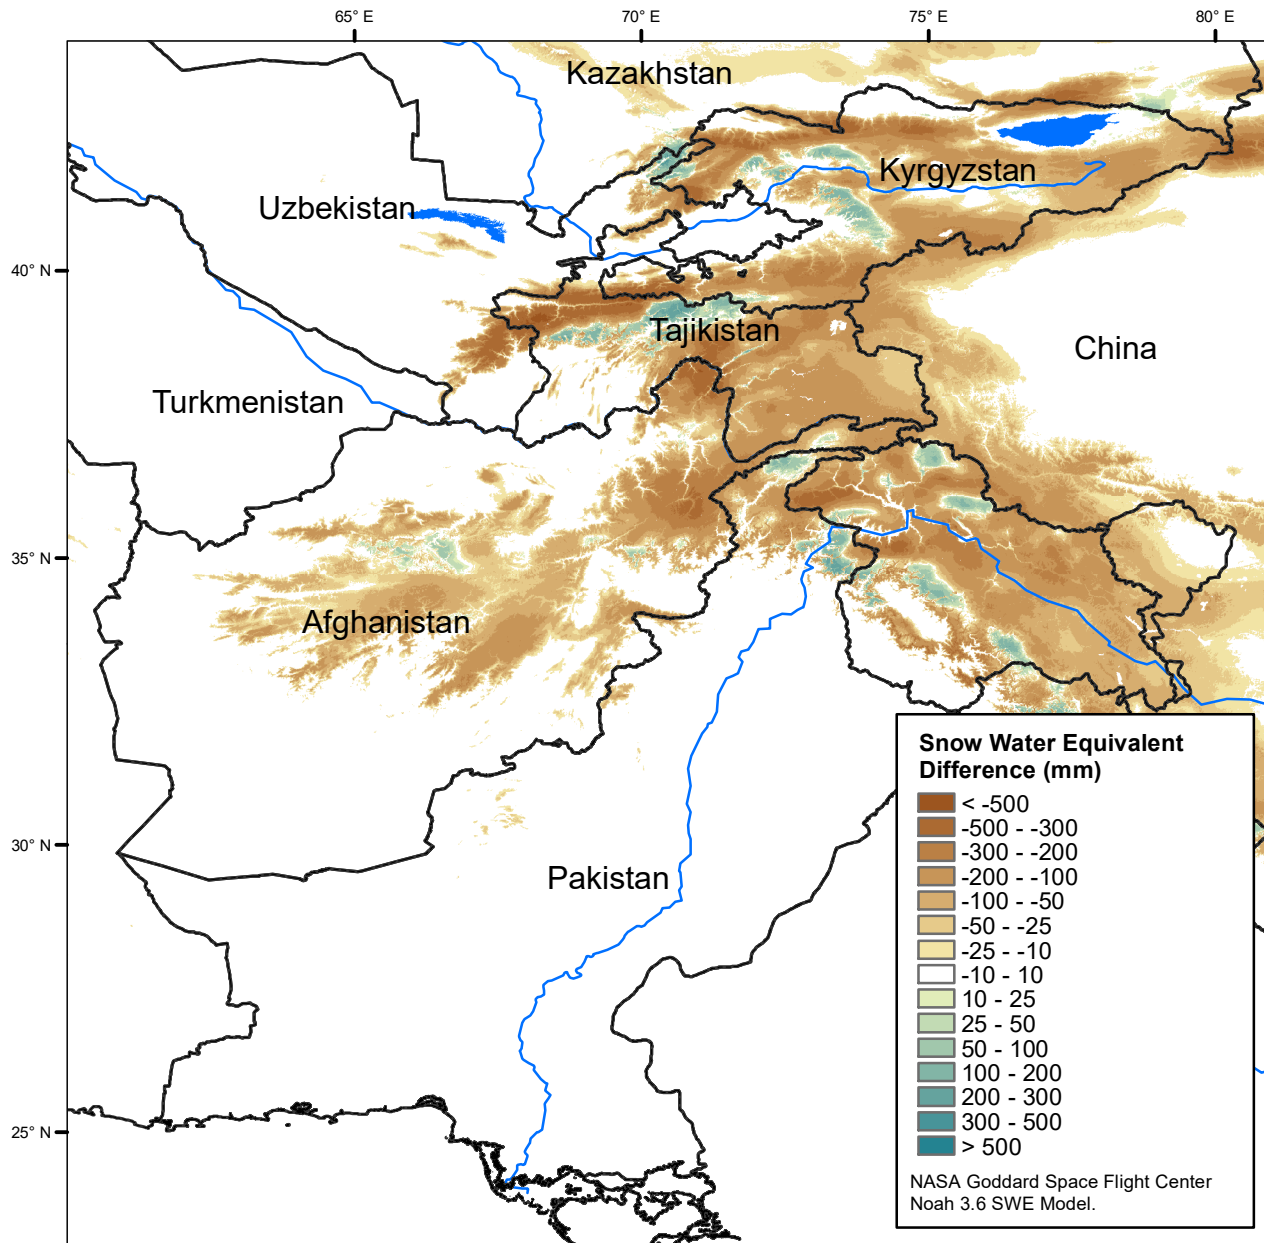 65° E
70° E
75° E
80° E
Kazakhstan
Kyrgyzstan
Uzbekistan
40° N
Tajikistan
China
Turkmenistan
35° N
Afghanistan
Snow Water Equivalent
Difference (mm)
< -500
-500 - -300
-300 - -200
-200 - -100
-100 - -50
-50 - -25
-25 - -10
-10 - 10
10 - 25
25 - 50
50 - 100
100 - 200
200 - 300
300 - 500
> 500
30° N
Pakistan
25° N
NASA Goddard Space Flight Center
Noah 3.6 SWE Model.